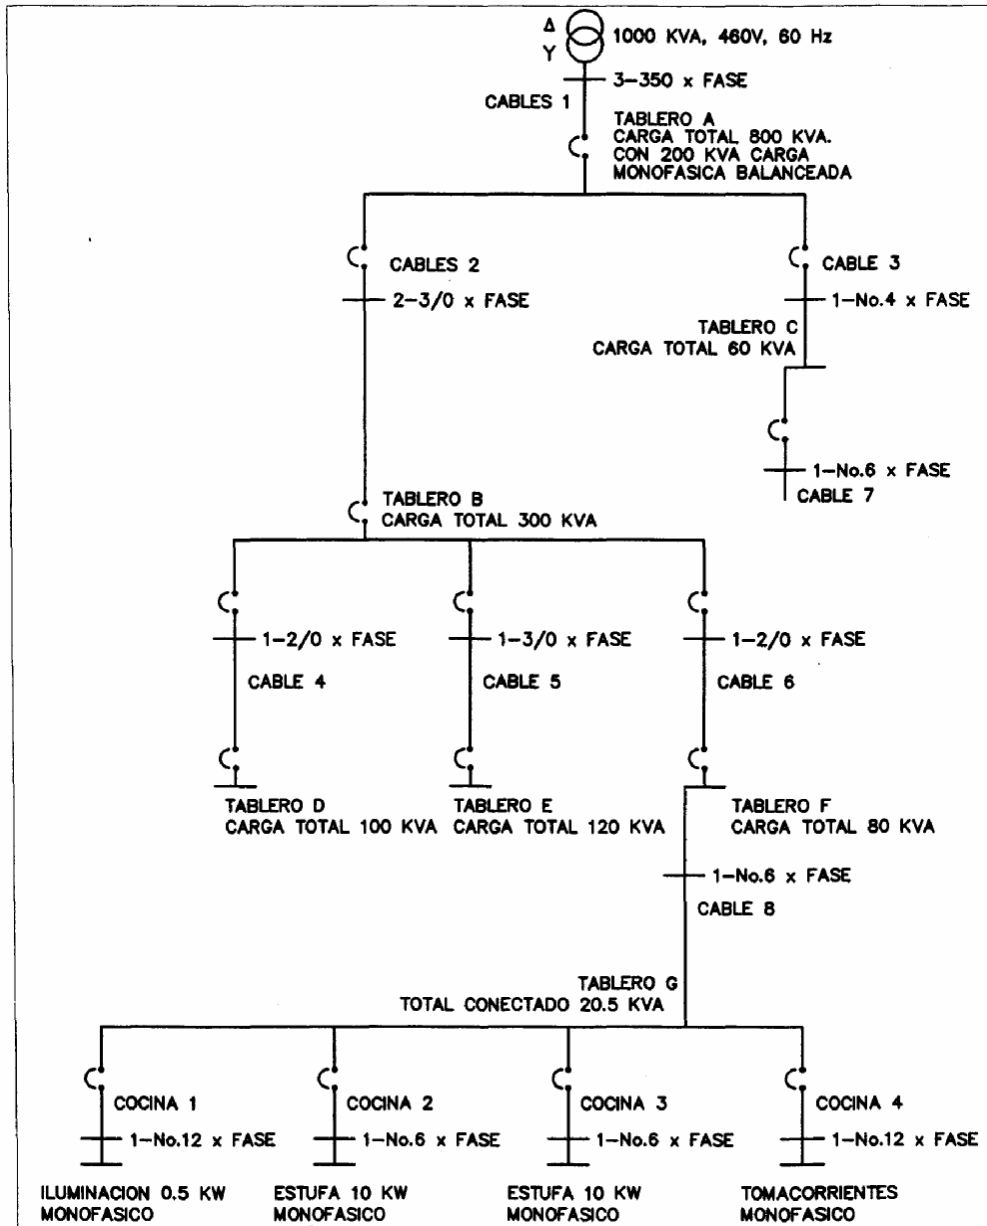 Δ
Y
1000 KVA, 460V, 60 Hz
3-350 x FASE
CABLES 1
TABLERO A
CARGA TOTAL 800 KVA.
CON 200 KVA CARGA
MONOFASICA BALANCEADA
CABLES 2
2-3/0 x FASE
CABLE 3
1-No.4 x FASE
TABLERO C
CARGA TOTAL 60 KVA
1-No.6 x FASE
CABLE 7
TABLERO B
CARGA TOTAL 300 KVA
1-2/0 x FASE
CABLE 4
1-3/0 x FASE
CABLE 5
1-2/0 x FASE
CABLE 6
TABLERO D
CARGA TOTAL 100 KVA
TABLERO E
CARGA TOTAL 120 KVA
TABLERO F
CARGA TOTAL 80 KVA
1-No.6 x FASE
CABLE 8
TABLERO G
TOTAL CONECTADO 20.5 KVA
COCINA 1
1-No.12 x FASE
ILUMINACION 0.5 KW
MONOFASICO
COCINA 2
1-No.6 x FASE
ESTUFA 10 KW
MONOFASICO
COCINA 3
1-No.6 x FASE
ESTUFA 10 KW
MONOFASICO
COCINA 4
1-No.12 x FASE
TOMACORRIENTES
MONOFASICO